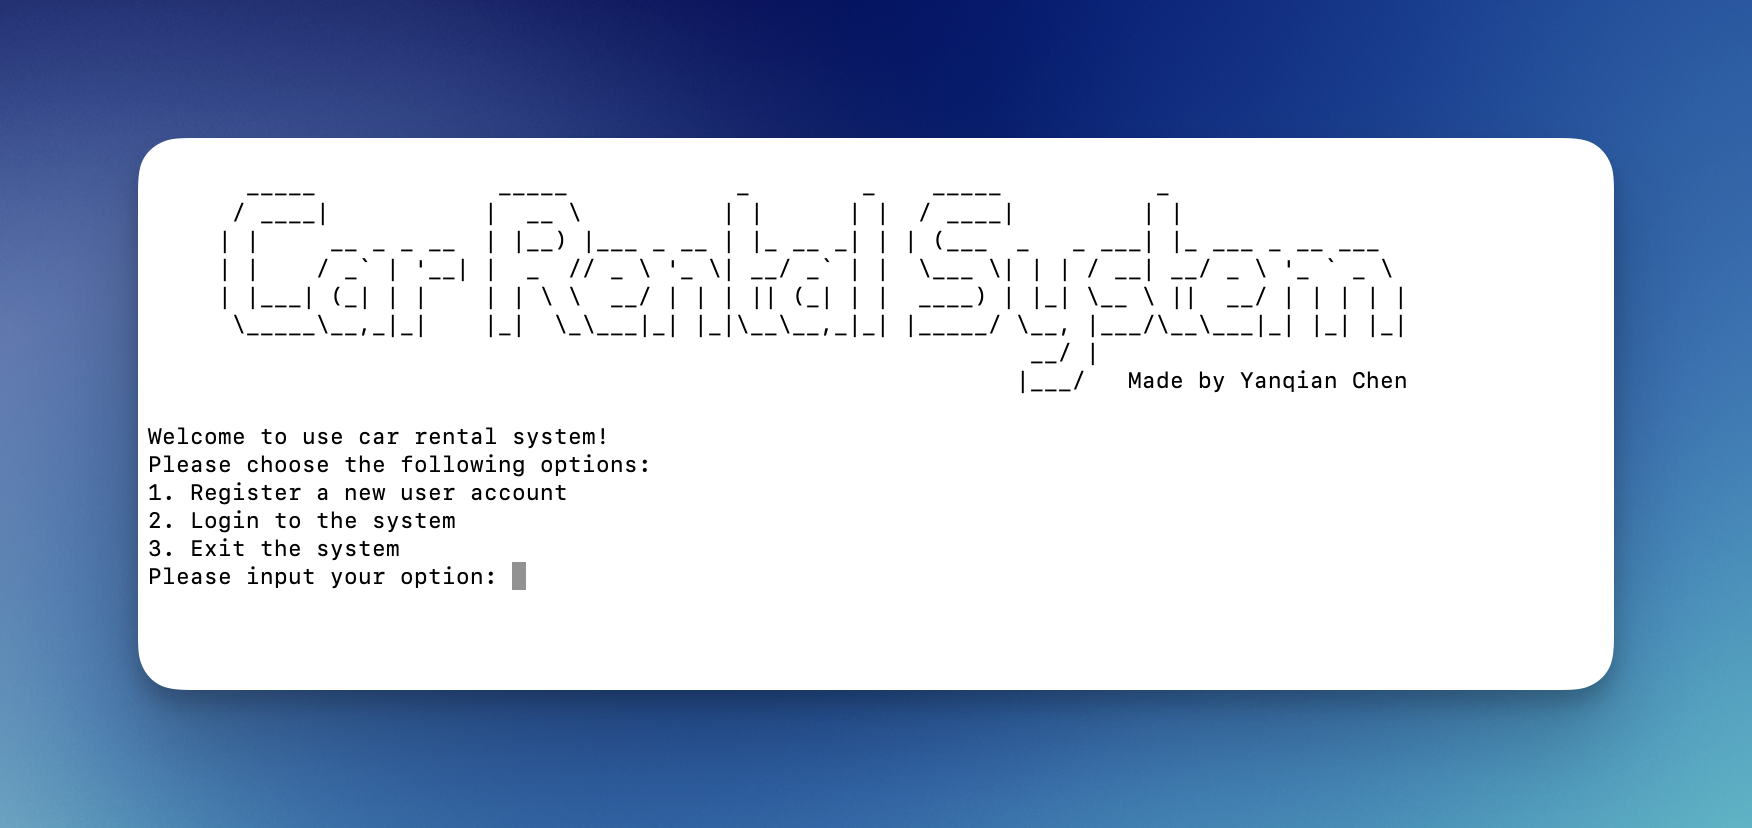 Car Rental System
Made by Yanqian Chen
Welcome to use car rental system!
Please choose the following options:
1. Register a new user account
2. Login to the system
3. Exit the system
Please input your option: